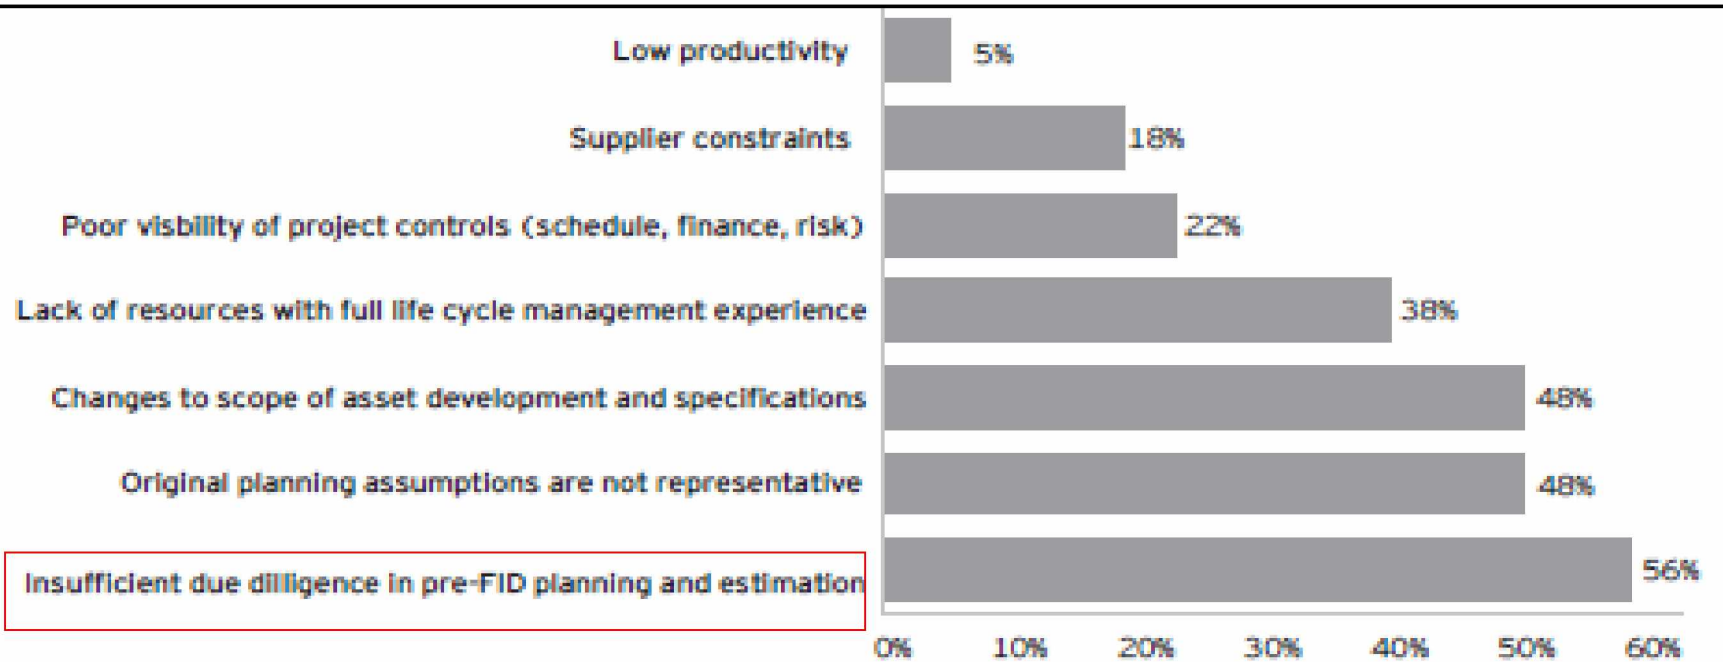 Low productivity 5%
Supplier constraints 18%
Poor visbility of project controls (schedule, finance, risk) 22%
Lack of resources with full life cycle management experience 38%
Changes to scope of asset development and specifications 48%
Original planning assumptions are not representative 48%
Insufficient due dilligence in pre-FID planning and estimation 56%
0% 10% 20% 30% 40% 50% 60%